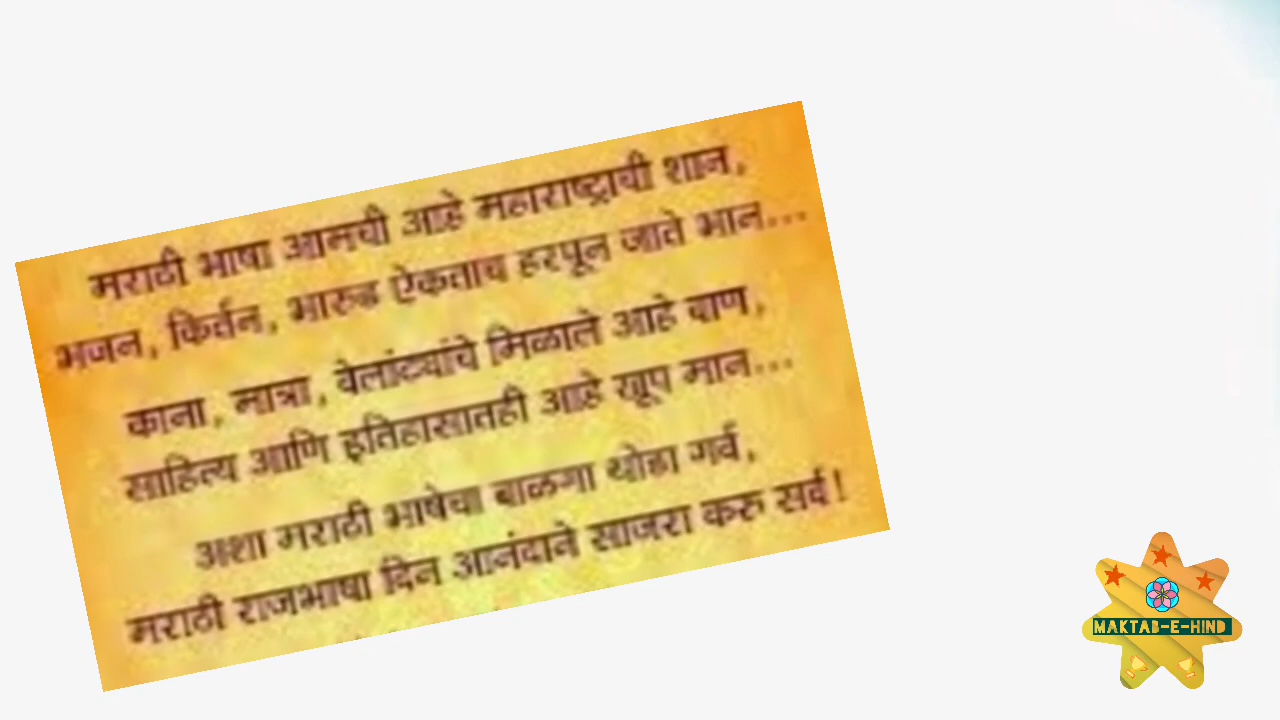 मराठी भाषा आमची आहे महाराष्ट्राची शान,
भजन, किर्तन, भारुड ऐकताच हरपून जाते भान...
काना, मात्रा, वेलांट्यांचे मिळाले आहे वाण,
साहित्य आणि इतिहासातही आहे खूप मान...
अशा मराठी भाषेचा बाळगा थोडा गर्व,
मराठी राजभाषा दिन आनंदाने साजरा करु सर्व!
MAKTAB-E-HIND